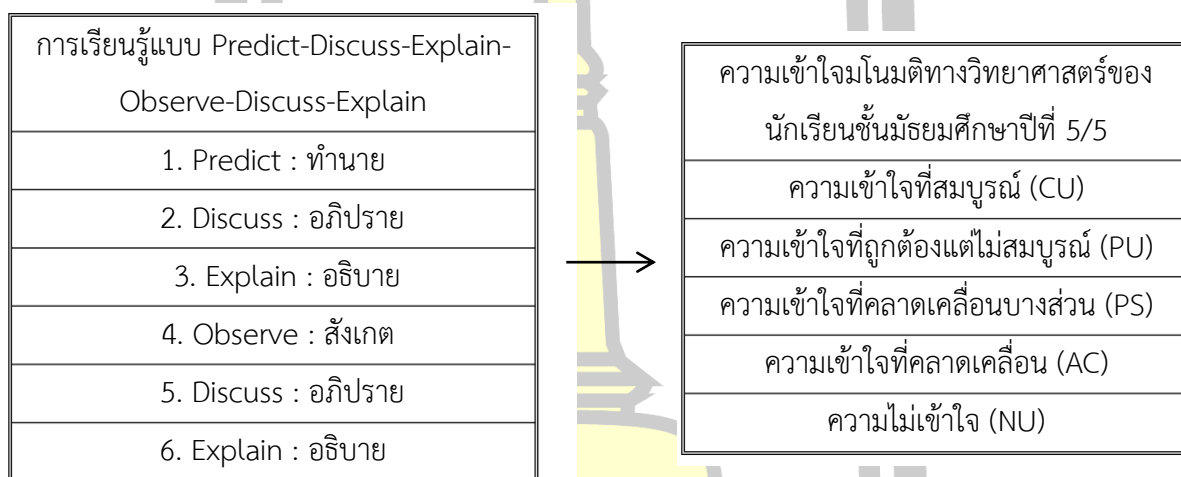 การเรียนรู้แบบ Predict-Discuss-Explain-
Observe-Discuss-Explain
1. Predict : ทำนาย
2. Discuss : อภิปราย
3. Explain : อธิบาย
4. Observe : สังเกต
5. Discuss : อภิปราย
6. Explain : อธิบาย
ความเข้าใจมโนมติทางวิทยาศาสตร์ของ
นักเรียนชั้นมัธยมศึกษาปีที่ 5/5
ความเข้าใจที่สมบูรณ์ (CU)
ความเข้าใจที่ถูกต้องแต่ไม่สมบูรณ์ (PU)
ความเข้าใจที่คลาดเคลื่อนบางส่วน (PS)
ความเข้าใจที่คลาดเคลื่อน (AC)
ความไม่เข้าใจ (NU)